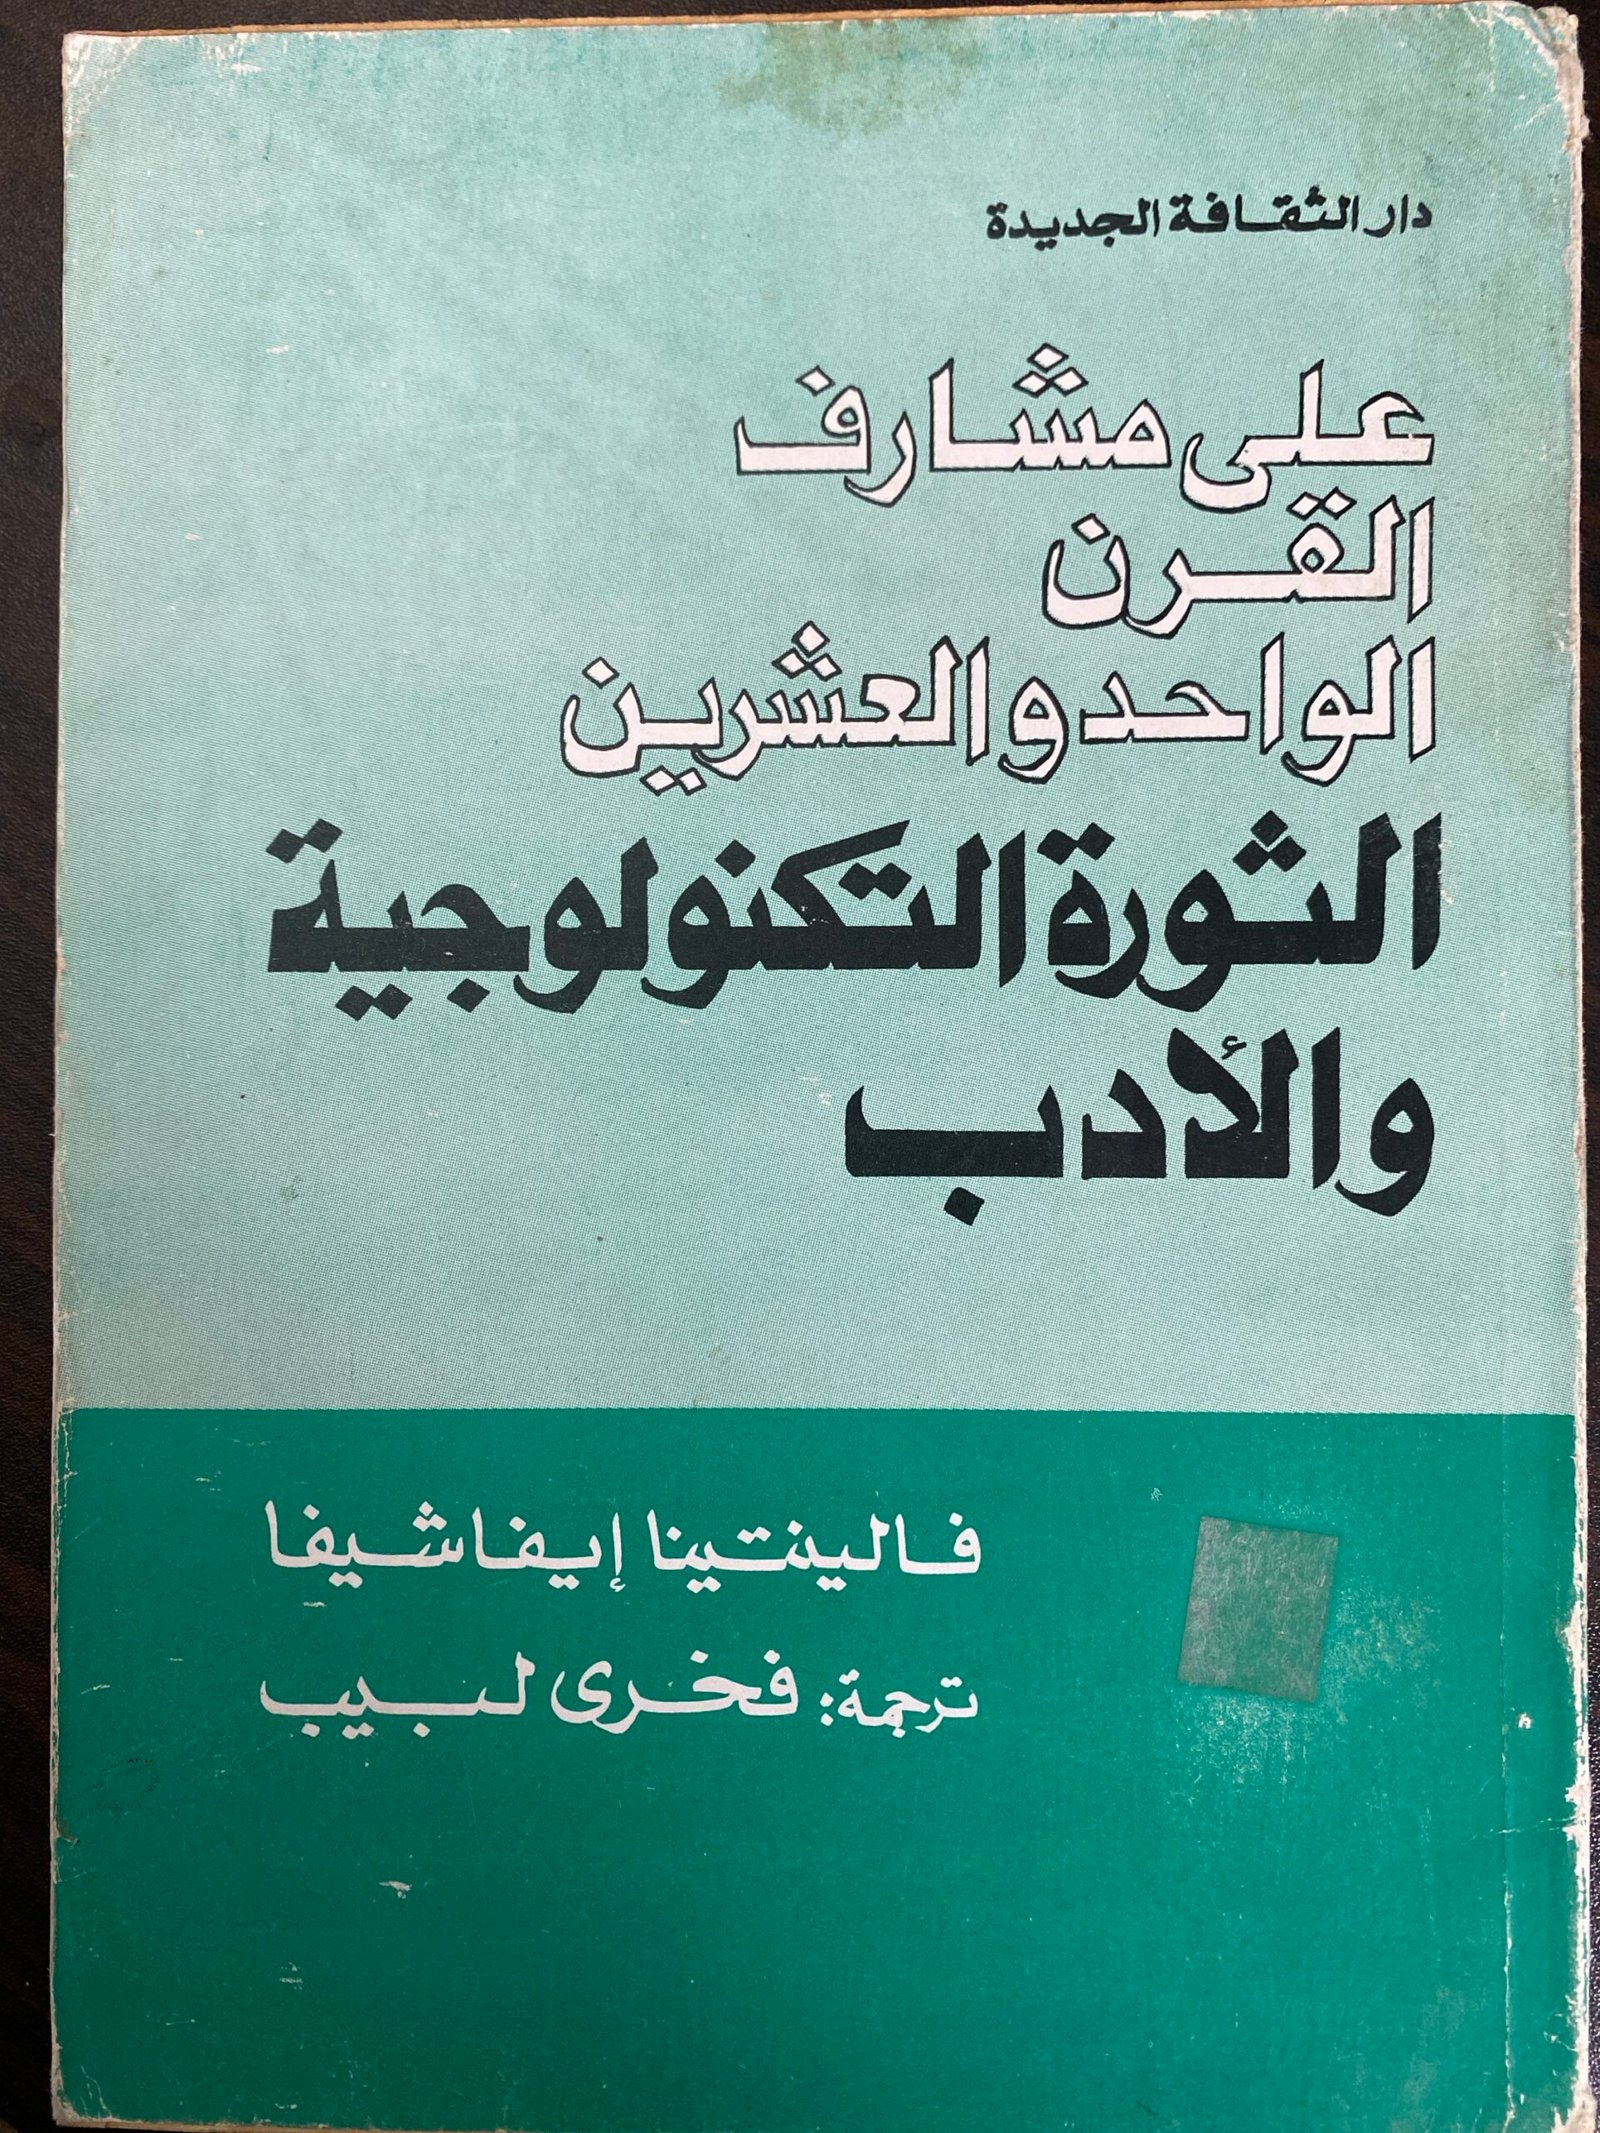 دار الثقافة الجديدة
على مشارف
القرن
الواحد والعشرين
الثورة التكنولوجية
والأدب
فالينتينا إيفاشيفا
ترجمة: فخرى لبيب